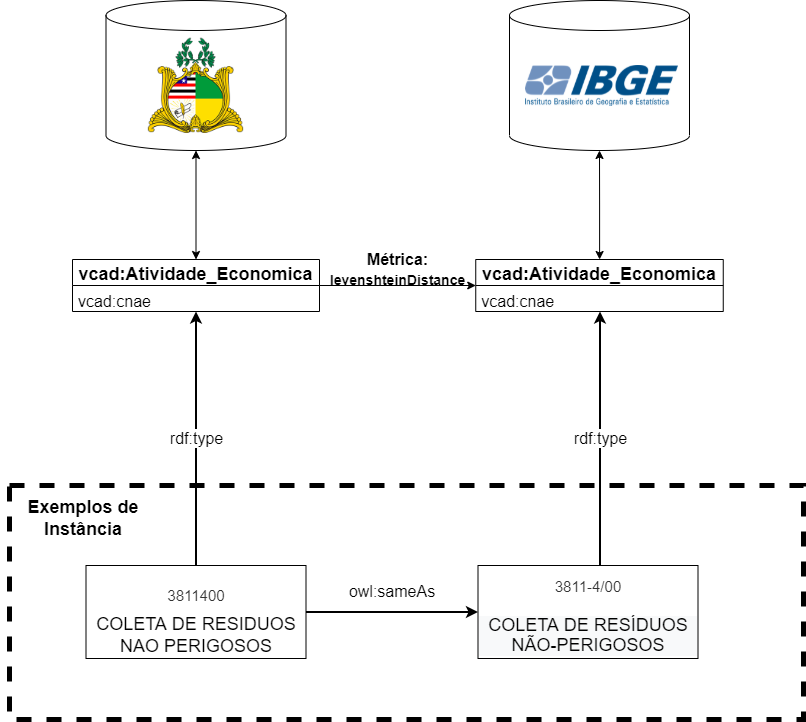 IBGE
Instituto Brasileiro de Geografia e Estatística
Métrica:
vcad:Atividade_Economica
levenshteinDistance
vcad:Atividade_Economica
vcad:cnae
vcad:cnae
rdf:type
rdf:type
Exemplos de
Instância
3811400
COLETA DE RESIDUOS
NAO PERIGOSOS
owl:sameAs
3811-4/00
COLETA DE RESÍDUOS
NÃO-PERIGOSOS